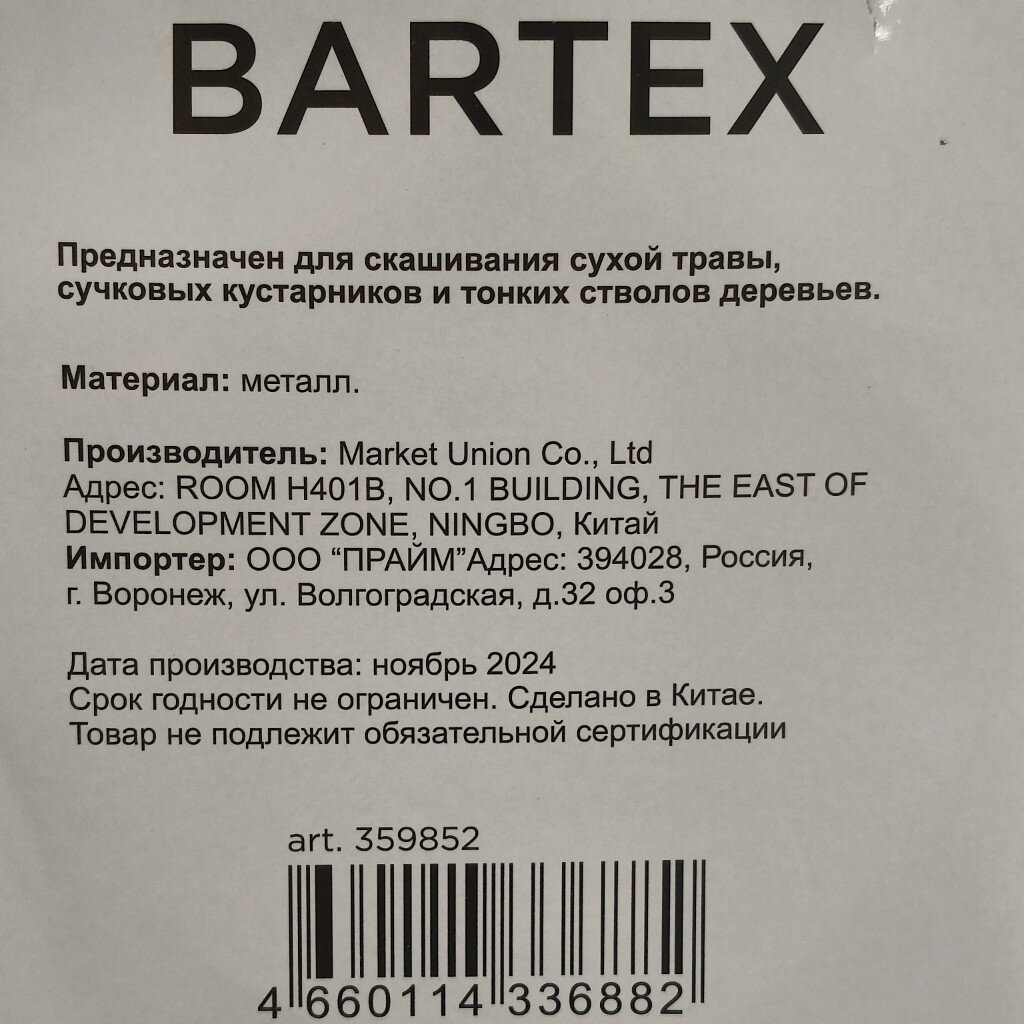 BARTEX
Предназначен для скашивания сухой травы,
сучковых кустарников и тонких стволов деревьев.
Материал: металл.
Производитель: Market Union Co., Ltd
Адрес: ROOM H401B, NO.1 BUILDING, THE EAST OF
DEVELOPMENT ZONE, NINGBO, Китай
Импортер: ООО “ПРАЙМ”Адрес: 394028, Россия,
г. Воронеж, ул. Волгоградская, д.32 оф.3
Дата производства: ноябрь 2024
Срок годности не ограничен. Сделано в Китае.
Товар не подлежит обязательной сертификации
art. 359852
4 660114 336882